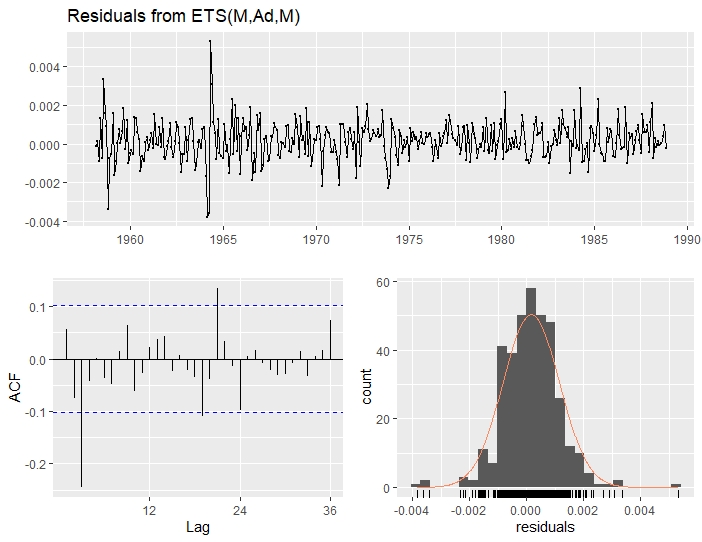 Residuals from ETS(M,Ad,M)
0.004
0.002
0.000
-0.002
-0.004
1960 1965 1970 1975 1980 1985 1990
0.1
0.0
-0.1
-0.2
ACF
12 24 36
Lag
60
40
20
0
count
-0.004 -0.002 0.000 0.002 0.004
residuals